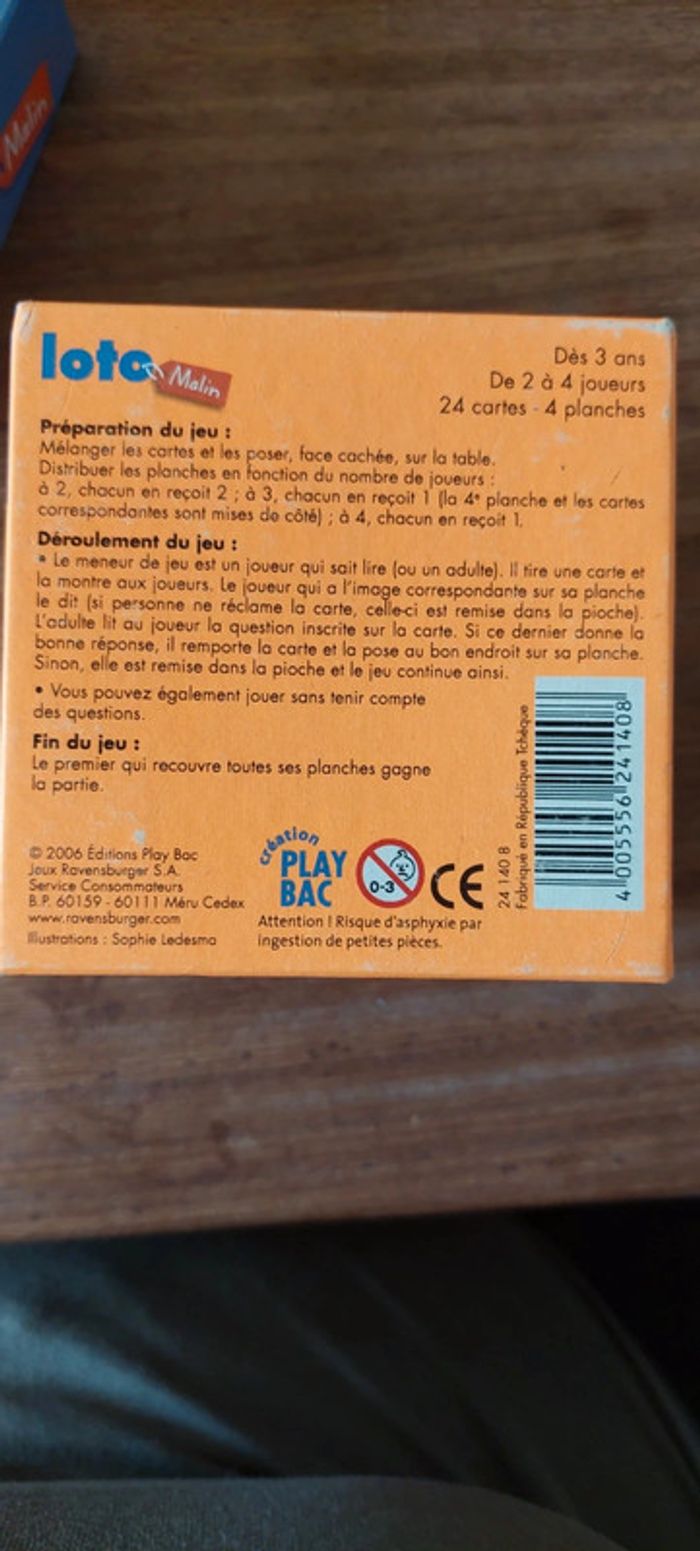 Malin
loto Malin
Dès 3 ans
De 2 à 4 joueurs
24 cartes - 4 planches
Préparation du jeu :
Mélanger les cartes et les poser, face cachée, sur la table.
Distribuer les planches en fonction du nombre de joueurs :
à 2, chacun en reçoit 2 ; à 3, chacun en reçoit 1 (la 4e planche et les cartes
correspondantes sont mises de côté) ; à 4, chacun en reçoit 1.
Déroulement du jeu :
• Le meneur de jeu est un joueur qui sait lire (ou un adulte). Il tire une carte et
la montre aux joueurs. Le joueur qui a l'image correspondante sur sa planche
le dit (si personne ne réclame la carte, celle-ci est remise dans la pioche).
L'adulte lit au joueur la question inscrite sur la carte. Si ce dernier donne la
bonne réponse, il remporte la carte et la pose au bon endroit sur sa planche.
Sinon, elle est remise dans la pioche et le jeu continue ainsi.
• Vous pouvez également jouer sans tenir compte
des questions.
Fin du jeu :
Le premier qui recouvre toutes ses planches gagne
la partie.
© 2006 Éditions Play Bac
Jeux Ravensburger S.A.
Service Consommateurs
B.P. 60159 - 60111 Méru Cedex
www.ravensburger.com
Illustrations : Sophie Ledesma
création
PLAY
BAC
0-3
CE
Attention ! Risque d'asphyxie par
ingestion de petites pièces.
24 140 8
Fabriqué en République Tchèque
4 005556 241408